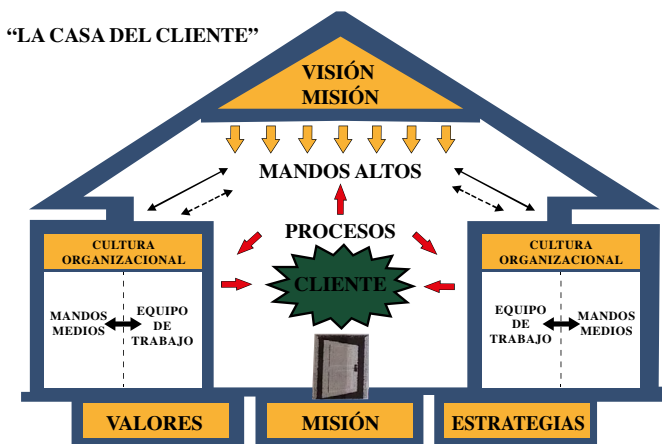 “LA CASA DEL CLIENTE”
VISIÓN
MISIÓN
MANDOS ALTOS
PROCESOS
CLIENTE
CULTURA
ORGANIZACIONAL
MANDOS
MEDIOS
EQUIPO
DE
TRABAJO
CULTURA
ORGANIZACIONAL
EQUIPO
DE
TRABAJO
MANDOS
MEDIOS
VALORES
MISIÓN
ESTRATEGIAS